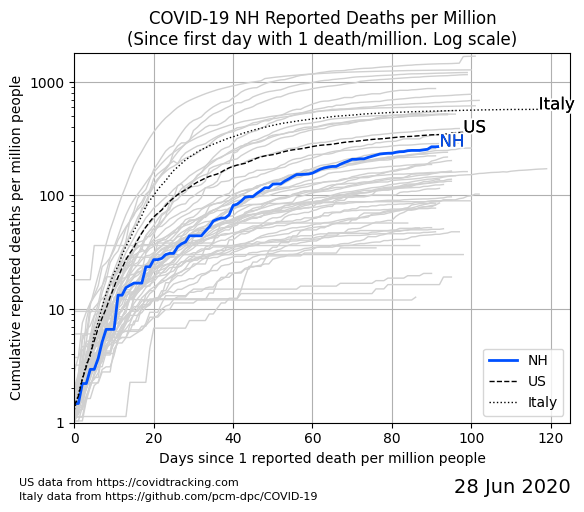 COVID-19 NH Reported Deaths per Million
(Since first day with 1 death/million. Log scale)
Cumulative reported deaths per million people
1000
100
10
1
Italy
US
NH
NH
US
Italy
0
20
40
60
80
100
120
Days since 1 reported death per million people
US data from https://covidtracking.com
Italy data from https://github.com/pcm-dpc/COVID-19
28 Jun 2020